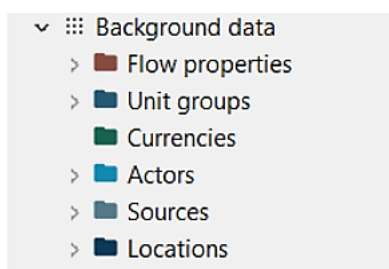 Background data
Flow properties
Unit groups
Currencies
Actors
Sources
Locations